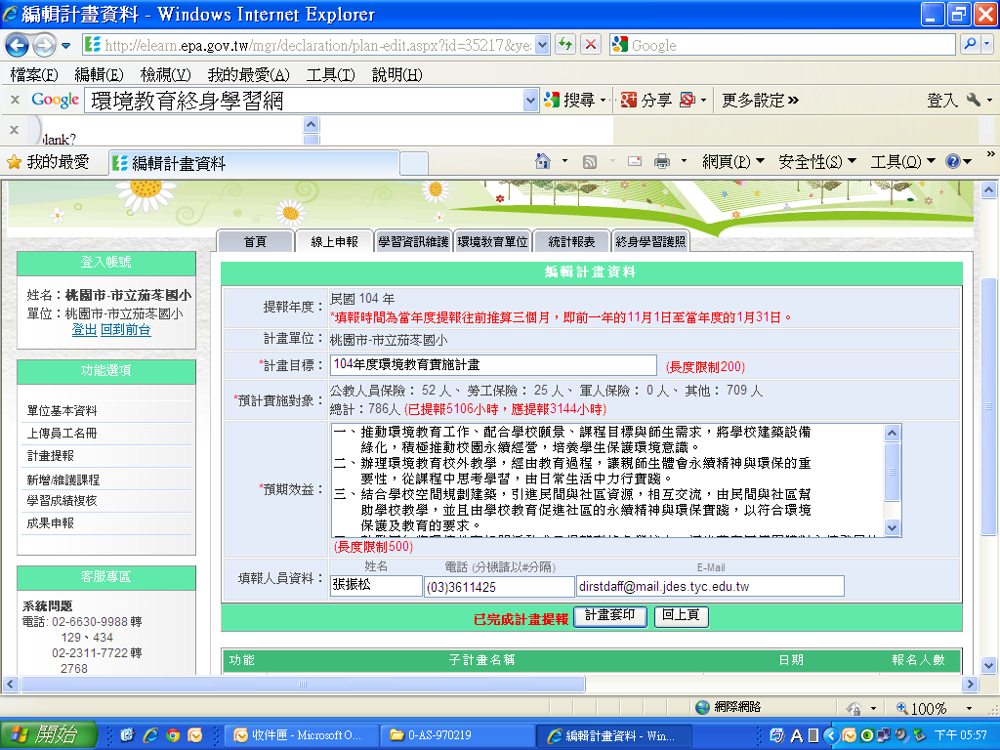 編輯計畫資料 - Windows Internet Explorer
http://elearn.epa.gov.tw/mgr/declaration/plan-edit.aspx?id=35217&ye
Google
檔案(F) 編輯(E) 檢視(V) 我的最愛(A) 工具(T) 說明(H)
x Google 環境教育終身學習網 搜尋 分享 更多設定 » 登入
x blank?
我的最愛 編輯計畫資料 網頁(P) 安全性(S) 工具(O) »
首頁 線上申報 學習資訊維護 環境教育單位 統計報表 終身學習護照
登入帳號
姓名：桃園市-市立茄苳國小
單位：桃園市-市立茄苳國小
登出 回到前台
功能選項
單位基本資料
上傳員工名冊
計畫提報
新增/維護課程
學習成績複核
成果申報
客服專區
系統問題
電話: 02-6630-9988 轉
129、434
02-2311-7722 轉
2768
編輯計畫資料
提報年度： 民國 104 年
*填報時間為當年度提報往前推算三個月，即前一年的11月1日至當年度的1月31日。
計畫單位： 桃園市-市立茄苳國小
*計畫目標： 104年度環境教育實施計畫 (長度限制200)
*預計實施對象： 公教人員保險： 52 人、 勞工保險： 25 人、 軍人保險： 0 人、 其他： 709 人
總計：786人 (已提報5106小時，應提報3144小時)
*預期效益： 一、推動環境教育工作、配合學校願景、課程目標與師生需求，將學校建築設備
綠化，積極推動校園永續經營，培養學生保護環境意識。
二、辦理環境教育校外教學，經由教育過程，讓親師生體會永續精神與環保的重
要性，從課程中思考學習，由日常生活中力行實踐。
三、結合學校空間規劃建築，引進民間與社區資源，相互交流，由民間與社區幫
助學校教學，並且由學校教育促進社區的永續精神與環保實踐，以符合環境
保護及教育的要求。
(長度限制500)
填報人員資料： 姓名 電話 (分機請以#分隔) E-Mail
張振松 (03)3611425 dirstdaff@mail.jdes.tyc.edu.tw
已完成計畫提報 計畫套印 回上頁
功能 子計畫名稱 日期 報名人數
網際網路 100%
開始 收件匣 - Microsoft O... 0-AS-970219 編輯計畫資料 - Win... A 下午 05:57